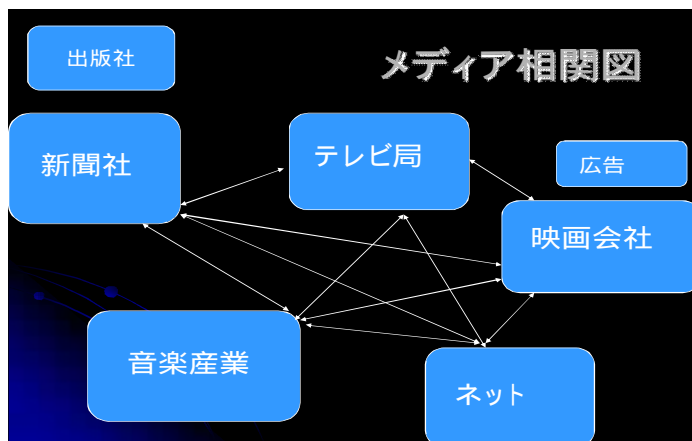 出版社
メディア相関図
新聞社
テレビ局
広告
映画会社
音楽産業
ネット